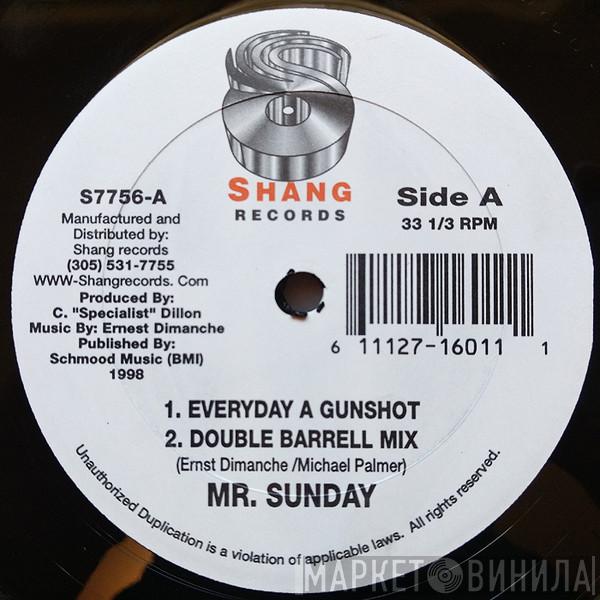 SHANG
RECORDS
S7756-A
Manufactured and
Distributed by:
Shang records
(305) 531-7755
WWW-Shangrecords. Com
Produced By:
C. "Specialist" Dillon
Music By: Ernest Dimanche
Published By:
Schmood Music (BMI)
1998
Side A
33 1/3 RPM
6 11127-16011 1
1. EVERYDAY A GUNSHOT
2. DOUBLE BARRELL MIX
(Ernst Dimanche /Michael Palmer)
MR. SUNDAY
Unauthorized Duplication is a violation of applicable laws. All rights reserved.
МАРКЕТ ВИНИЛА